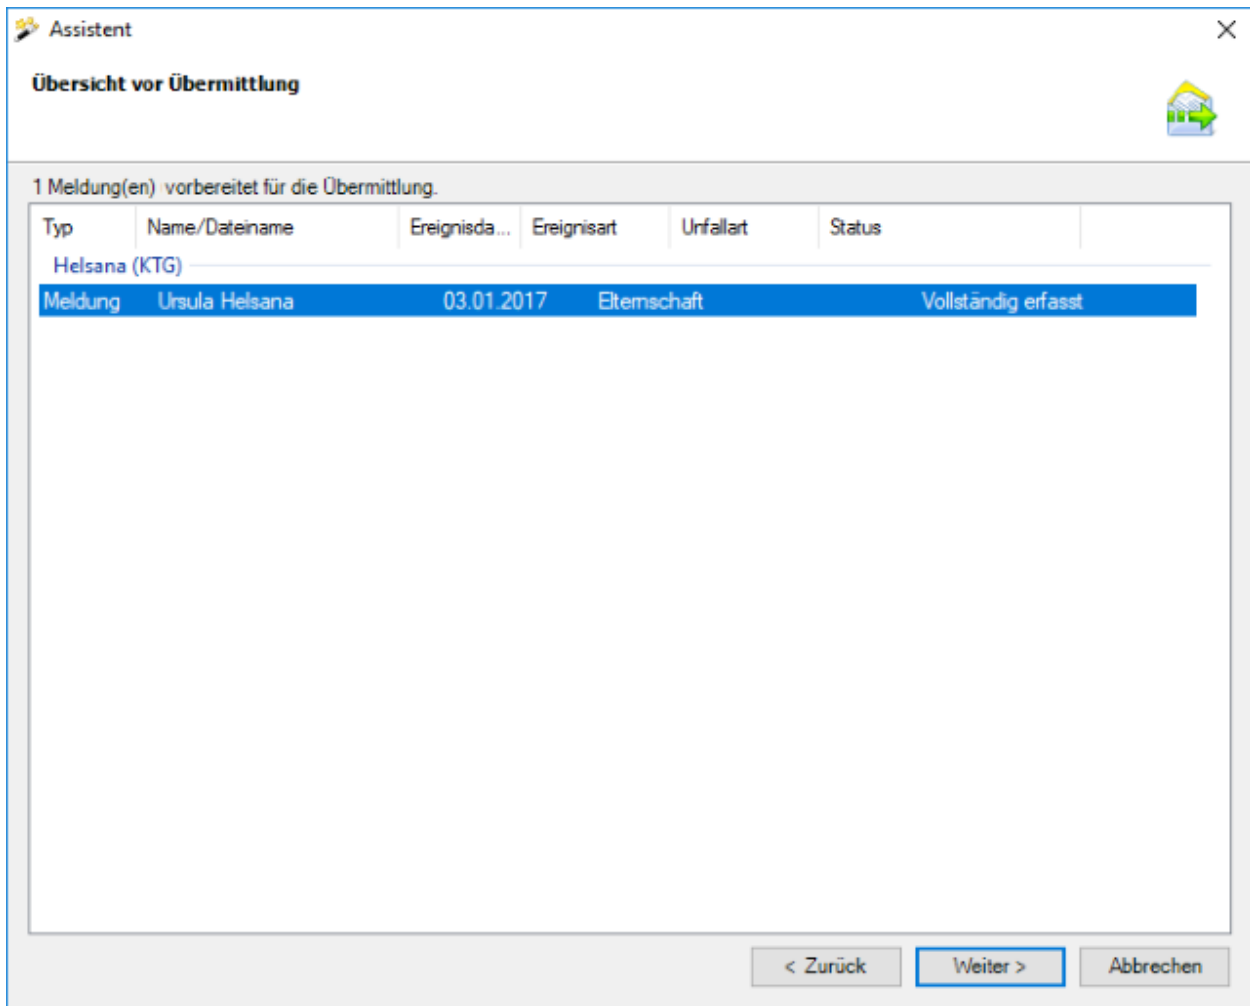 Assistent
Übersicht vor Übermittlung
1 Meldung(en) vorbereitet für die Übermittlung.
Typ Name/Dateiname Ereignisda... Ereignisart Unfallart Status
Helsana (KTG)
Meldung Ursula Helsana 03.01.2017 Elternschaft Vollständig erfasst
< Zurück Weiter > Abbrechen